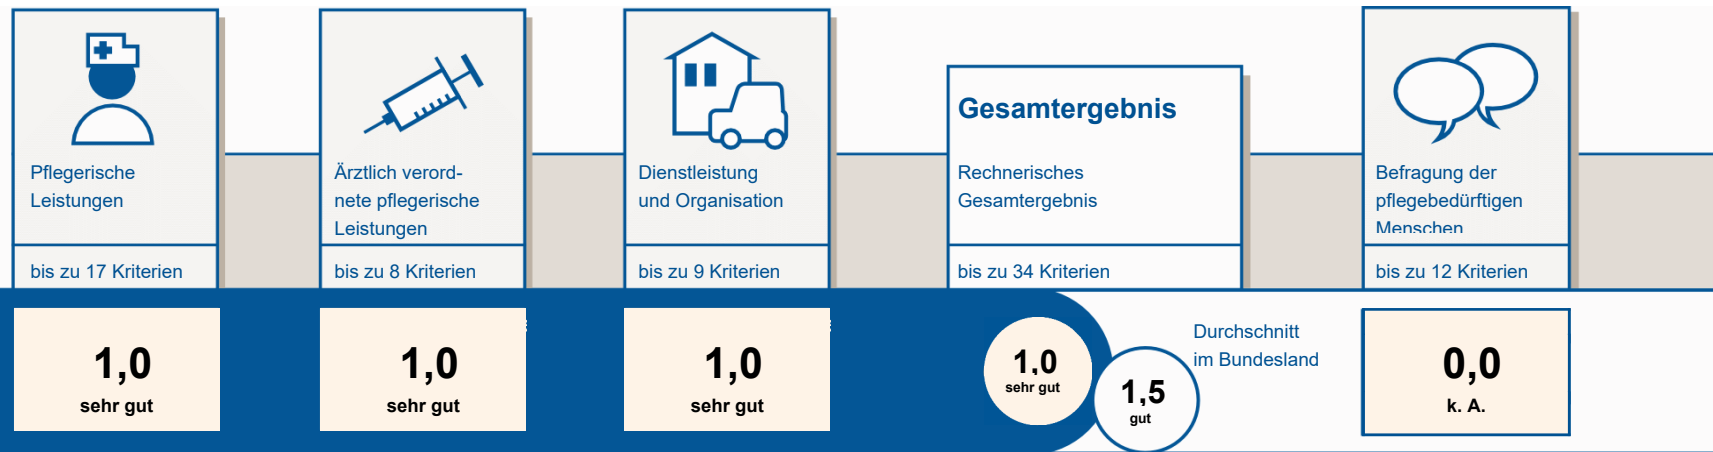 Pflegerische
Leistungen
bis zu 17 Kriterien
1,0
sehr gut
Ärztlich verord-
nete pflegerische
Leistungen
bis zu 8 Kriterien
1,0
sehr gut
Dienstleistung
und Organisation
bis zu 9 Kriterien
1,0
sehr gut
Gesamtergebnis
Rechnerisches
Gesamtergebnis
bis zu 34 Kriterien
1,0
sehr gut
1,5
gut
Durchschnitt
im Bundesland
Befragung der
pflegebedürftigen
Menschen
bis zu 12 Kriterien
0,0
k. A.